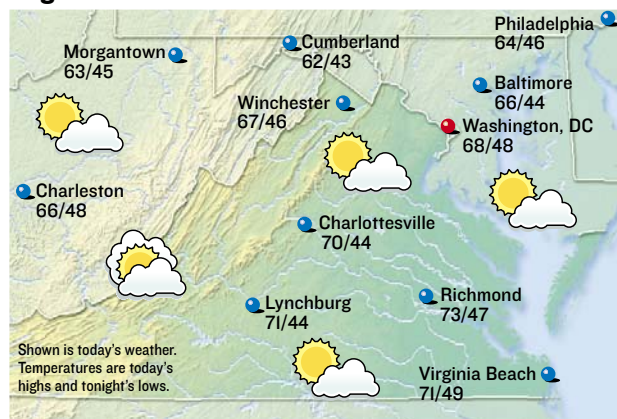 Philadelphia
64/46
Cumberland
62/43
Morgantown
63/45
Baltimore
66/44
Winchester
67/46
Washington, DC
68/48
Charleston
66/48
Charlottesville
70/44
Richmond
73/47
Lynchburg
71/44
Shown is today's weather.
Temperatures are today's
highs and tonight's lows.
Virginia Beach
71/49